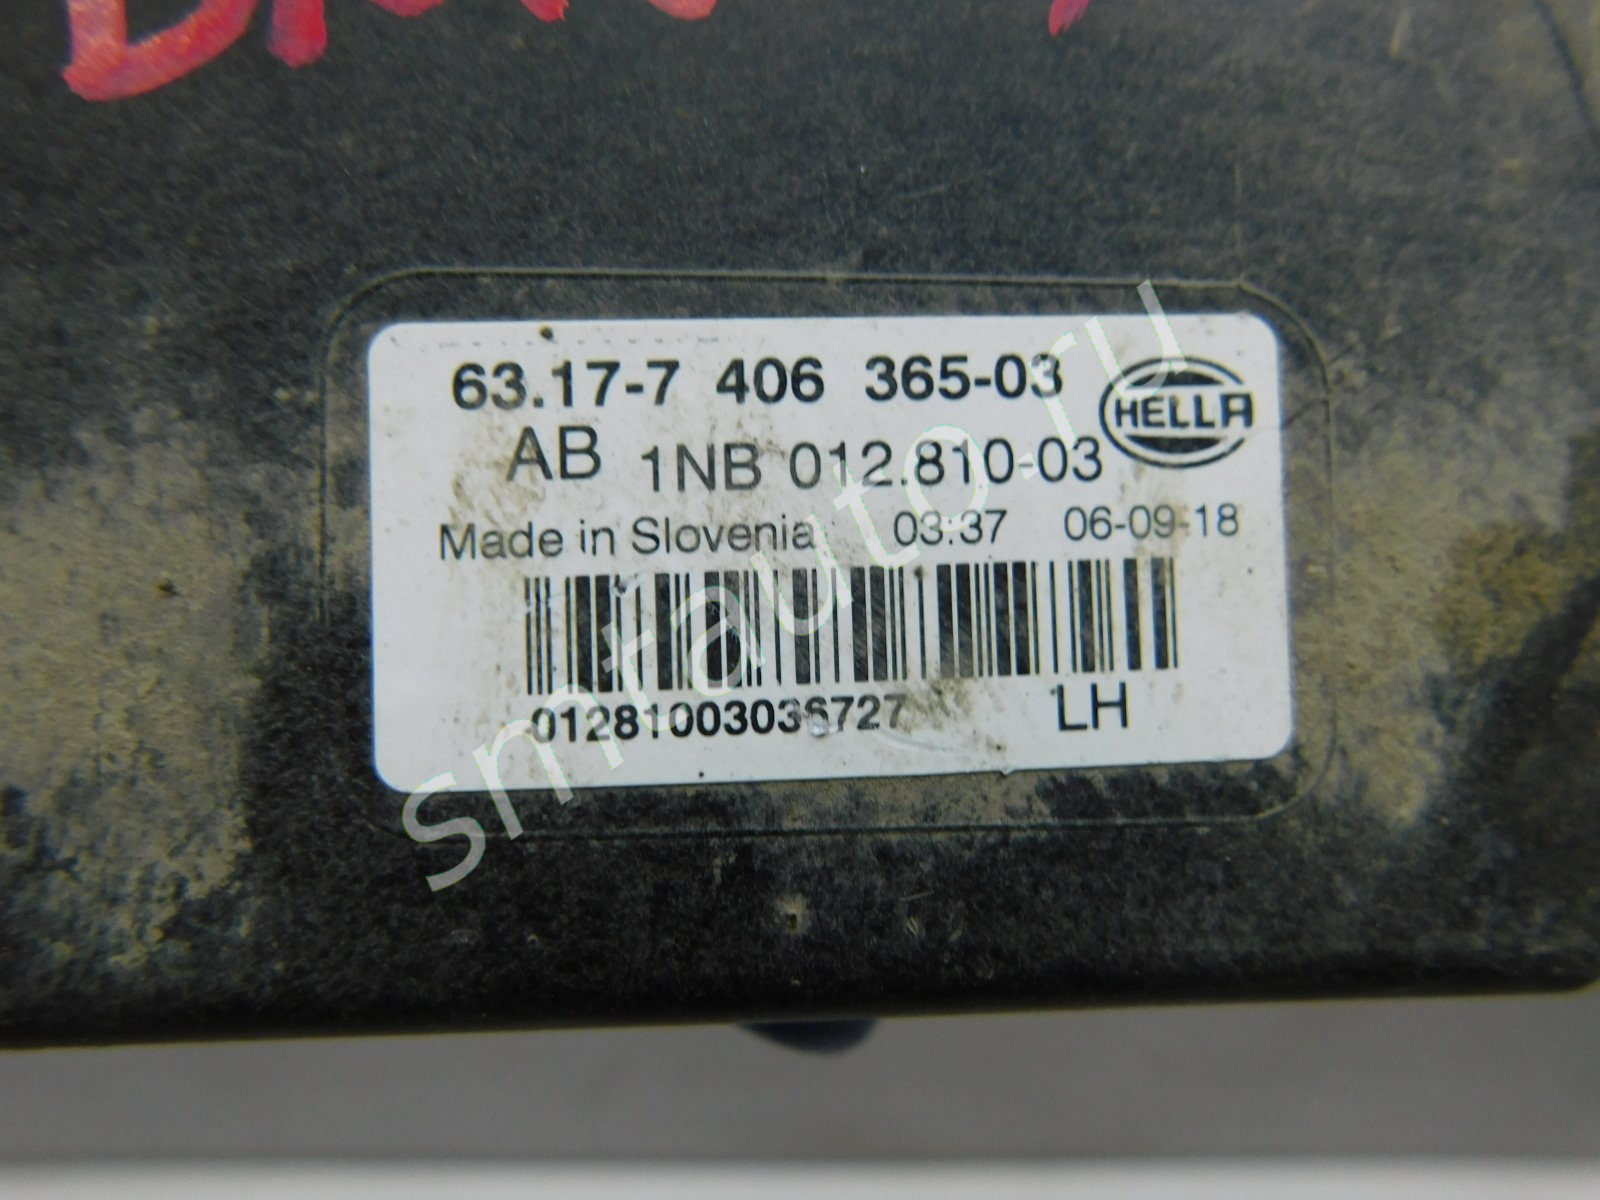 63.17-7 406 365-03
HELLA
AB 1NB 012.810-03
Made in Slovenia 03:37 06-09-18
01281003036727 LH
smtauto.ru